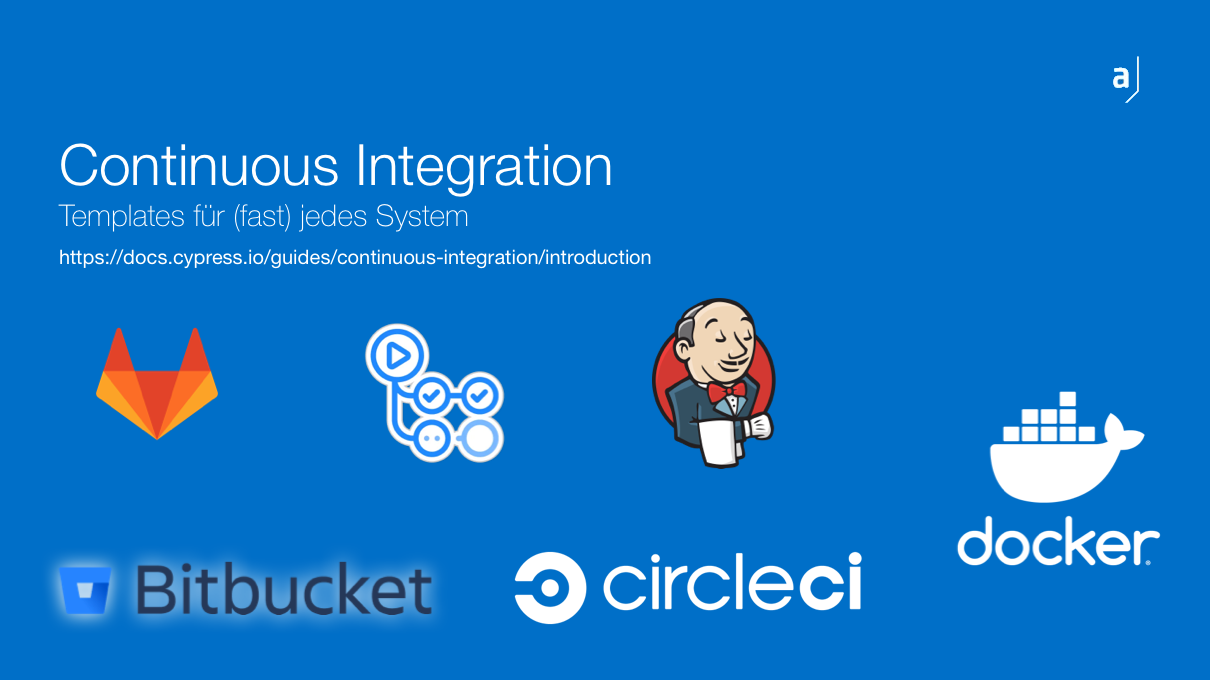 a
Continuous Integration
Templates für (fast) jedes System
https://docs.cypress.io/guides/continuous-integration/introduction
docker
Bitbucket
circleci